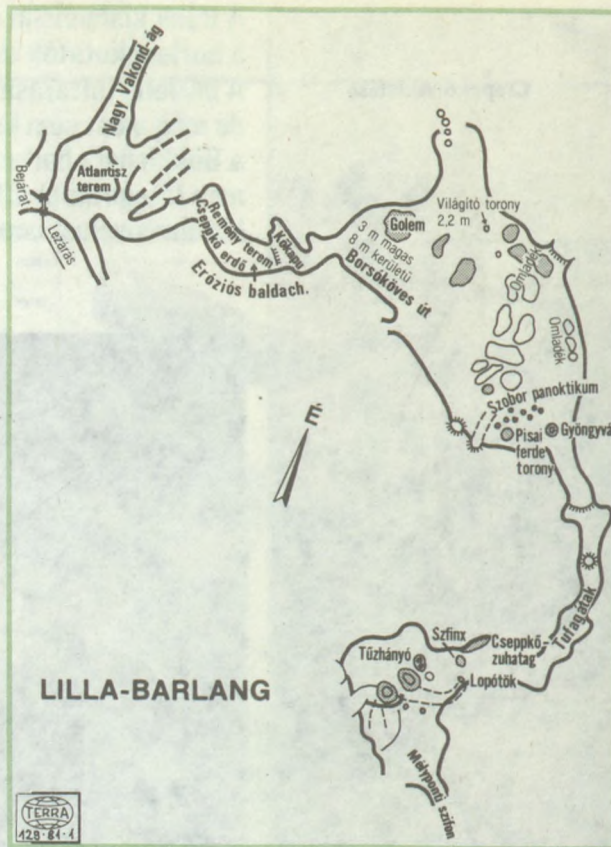 Nagy Vakond-ág
Atlantisz
terem
Bejárat
Lezárás
Remény terem
Cseppkő erdő
Kőkapu
Eróziós baldach.
Golem
3 m magas
8 m kerületű
Borsóköves út
Világító torony
2,2 m
Omladék
Omladék
Szobor panoktikum
Gyöngyvá
Pisai
ferde
torony
É
Tufagátak
Szfinx
Cseppkő-
zuhatag
Tűzhányó
Lopótök
LILLA-BARLANG
Mélyponti szifon
TERRA
128-81-1